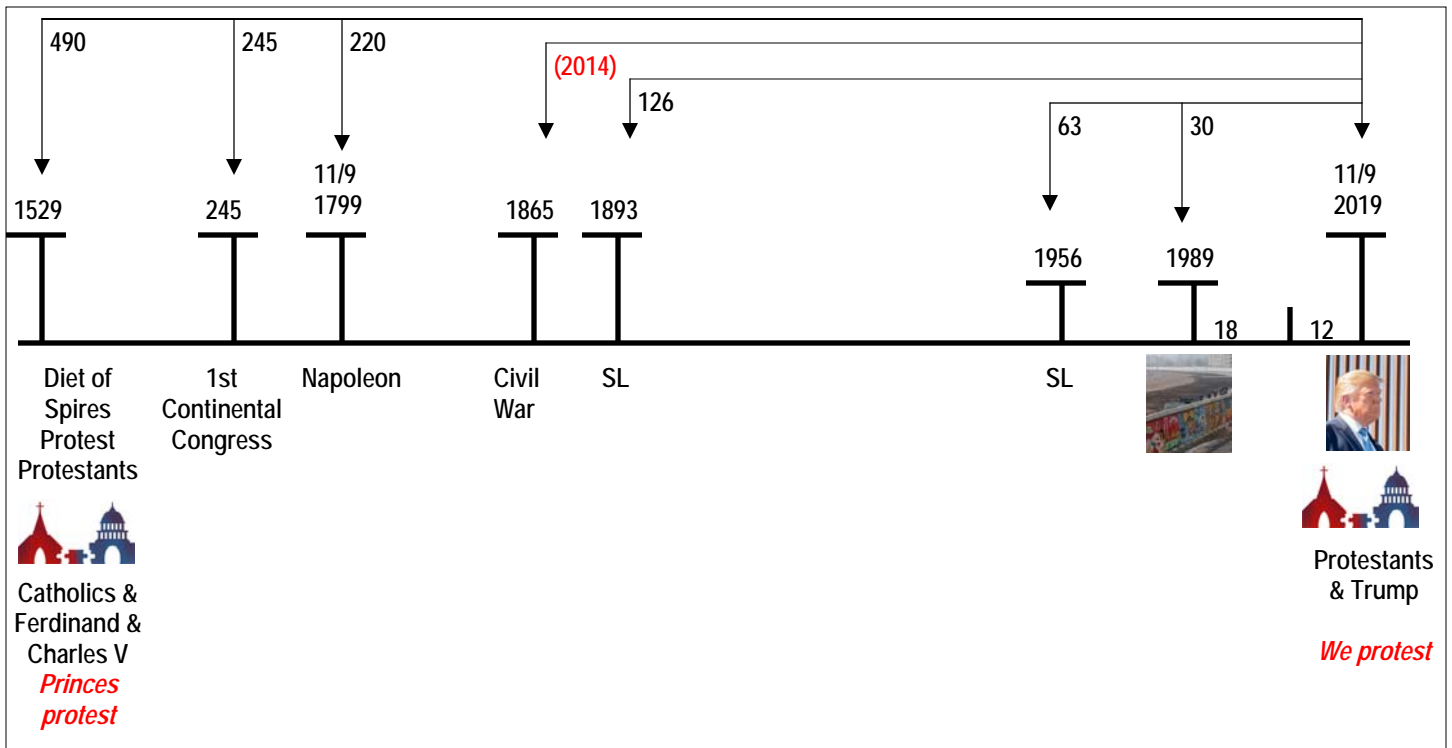 490
245
220
(2014)
126
63
30
11/9
1799
11/9
2019
1529
245
1865
1893
1956
1989
18
12
Diet of
Spires
Protest
Protestants
1st
Continental
Congress
Napoleon
Civil
War
SL
SL
Catholics &
Ferdinand &
Charles V
Princes
protest
Protestants
& Trump
We protest